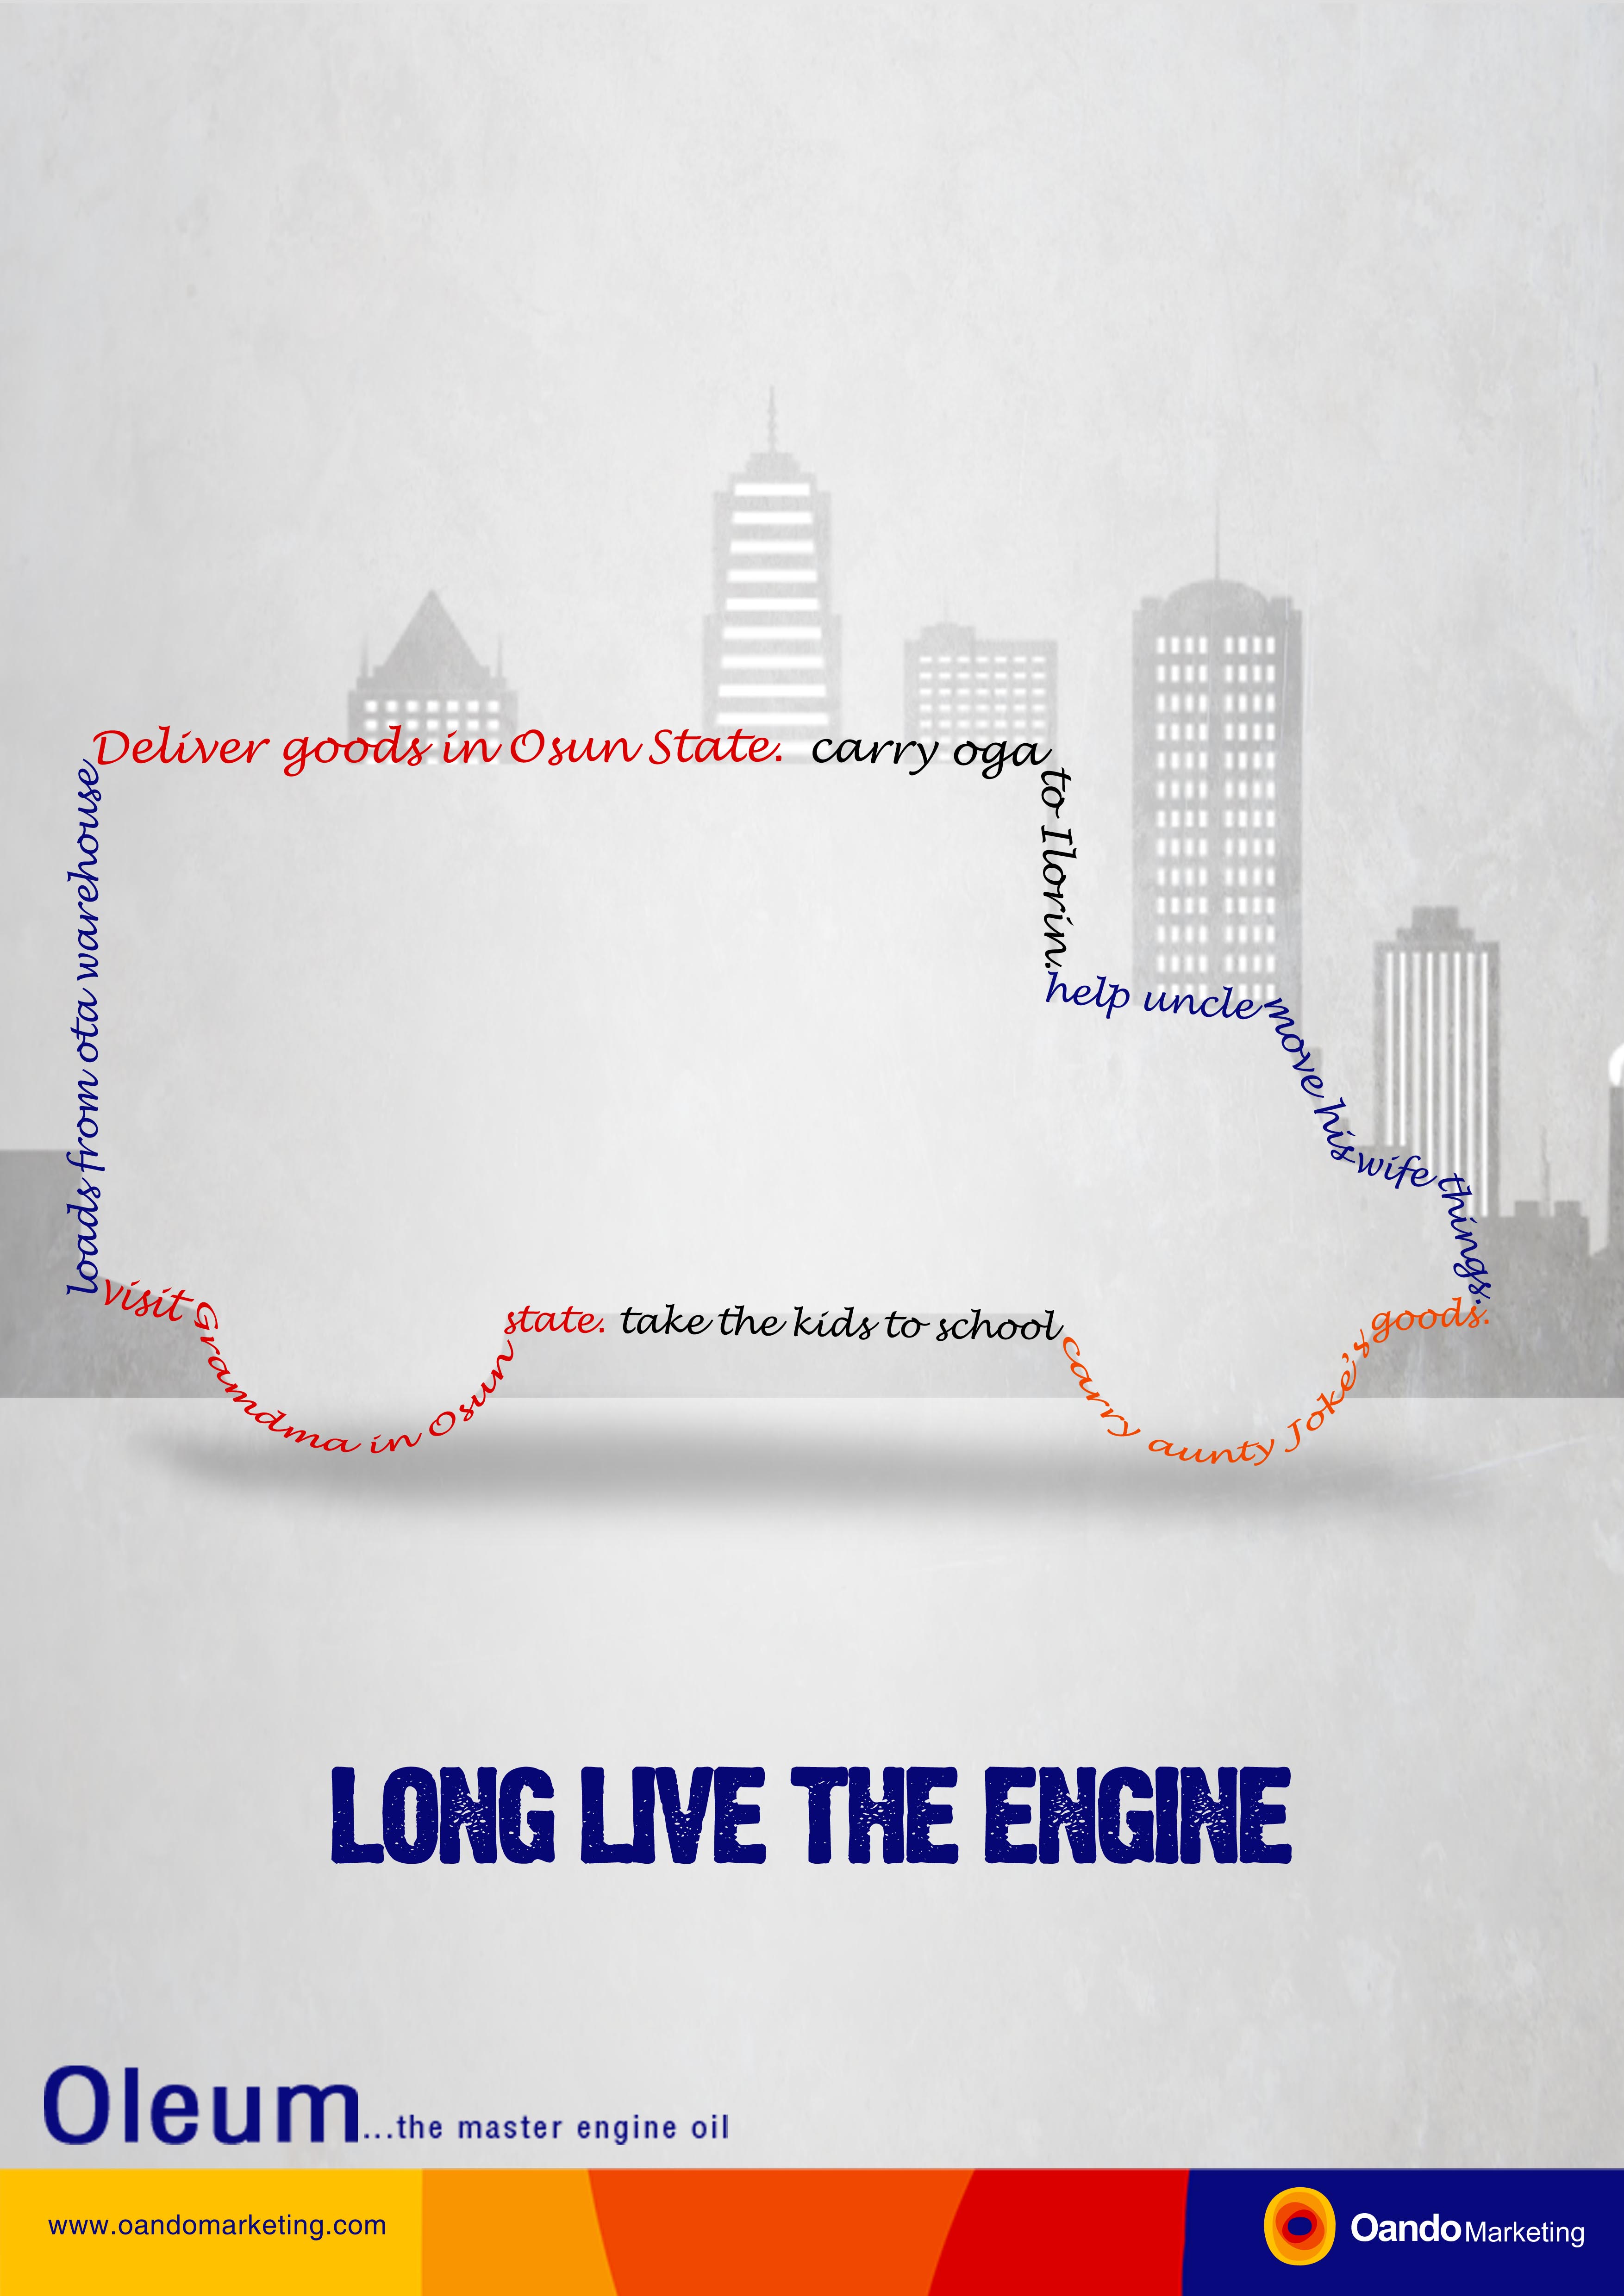 Deliver goods in Osun State. carry oga
to Ilorin.
help uncle
move his wife things.
loads from ota warehouse
visit Gramdma in Osun state. take the kids to school
carry aunty Joke's goods.
LONG LIVE THE ENGINE
Oleum...the master engine oil
www.oandomarketing.com
Oando Marketing